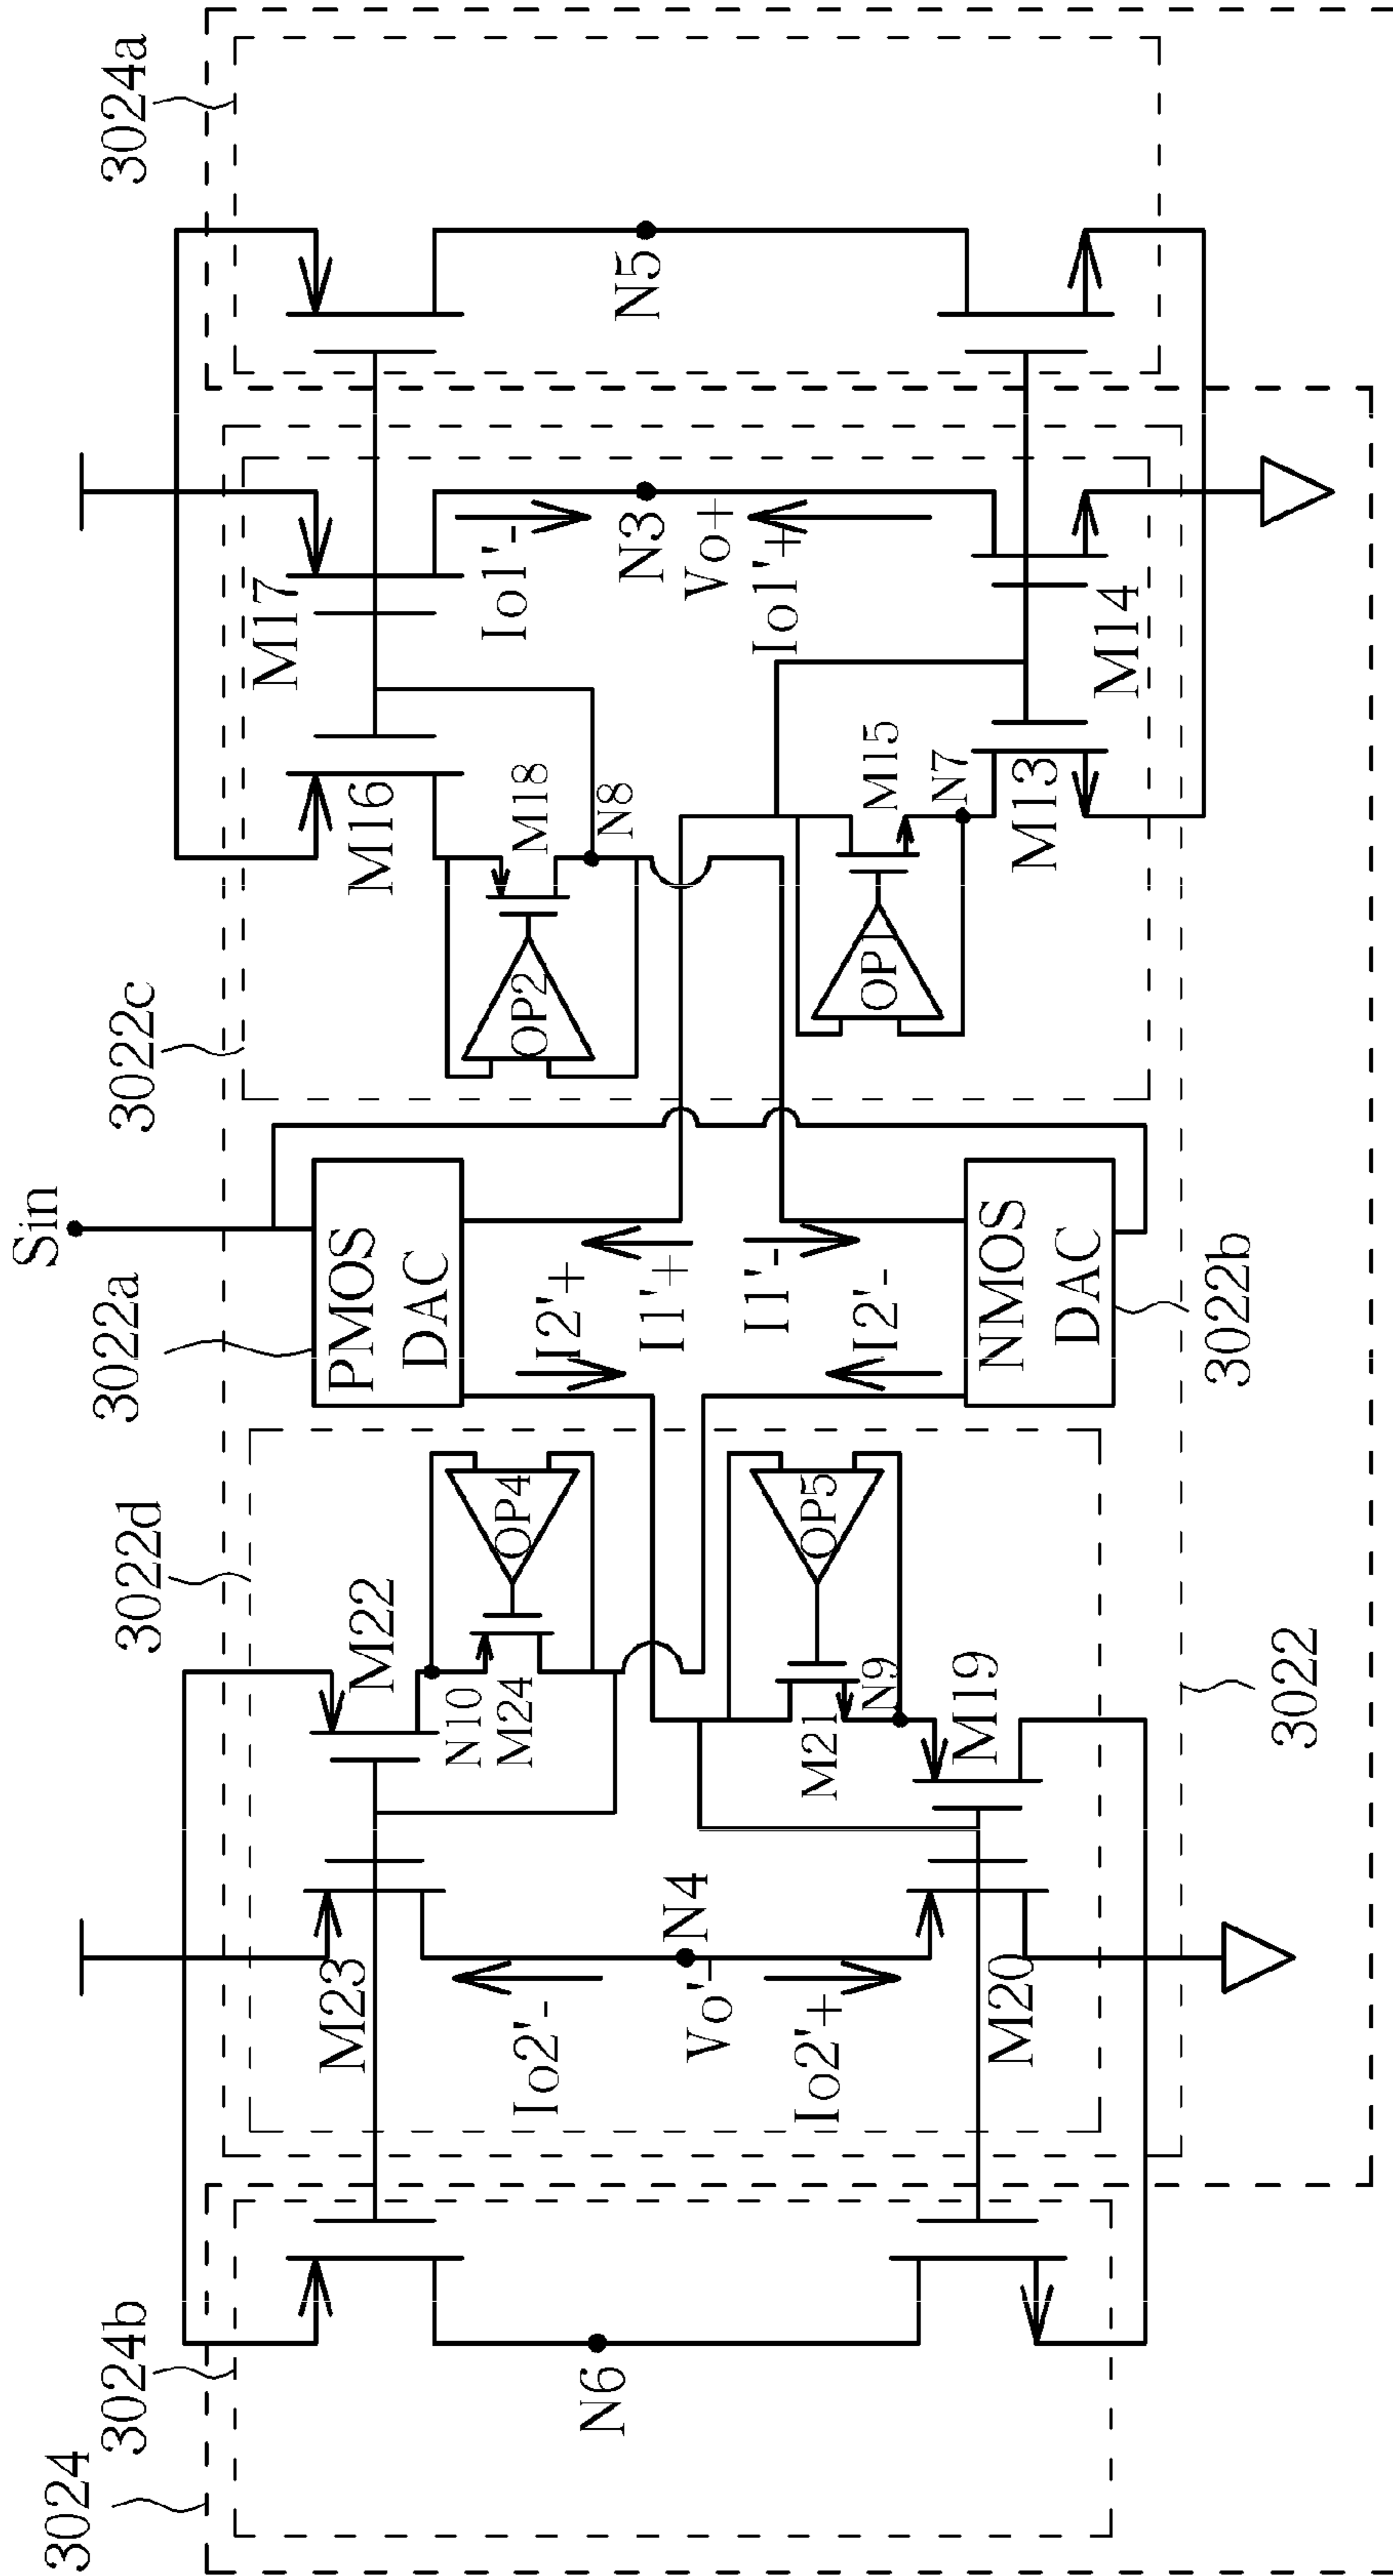 3024
3024b
3024a
3022d
3022c
3022a
Sin
M22
M23
N10
M24
OP4
N6
Io2'-
N4
Vo'-
Io2'+
M20
M19
N9
M21
OP5
3022
PMOS
DAC
I2'+
I1'+
I1'-
I2'-
NMOS
DAC
3022b
M17
M16
M18
N8
OP2
Io1'-
N3
Vo+
Io1'+
N5
M15
N7
OP1
M13
M14